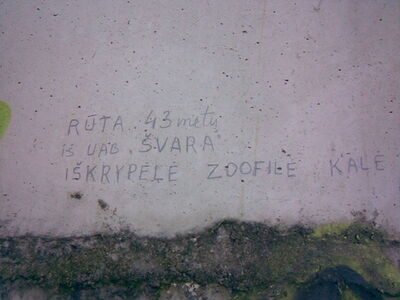 RŪTA 43 metų
iš UAB „ŠVARA"
IŠKRYPĖLĖ ZOOFILĖ KALĖ